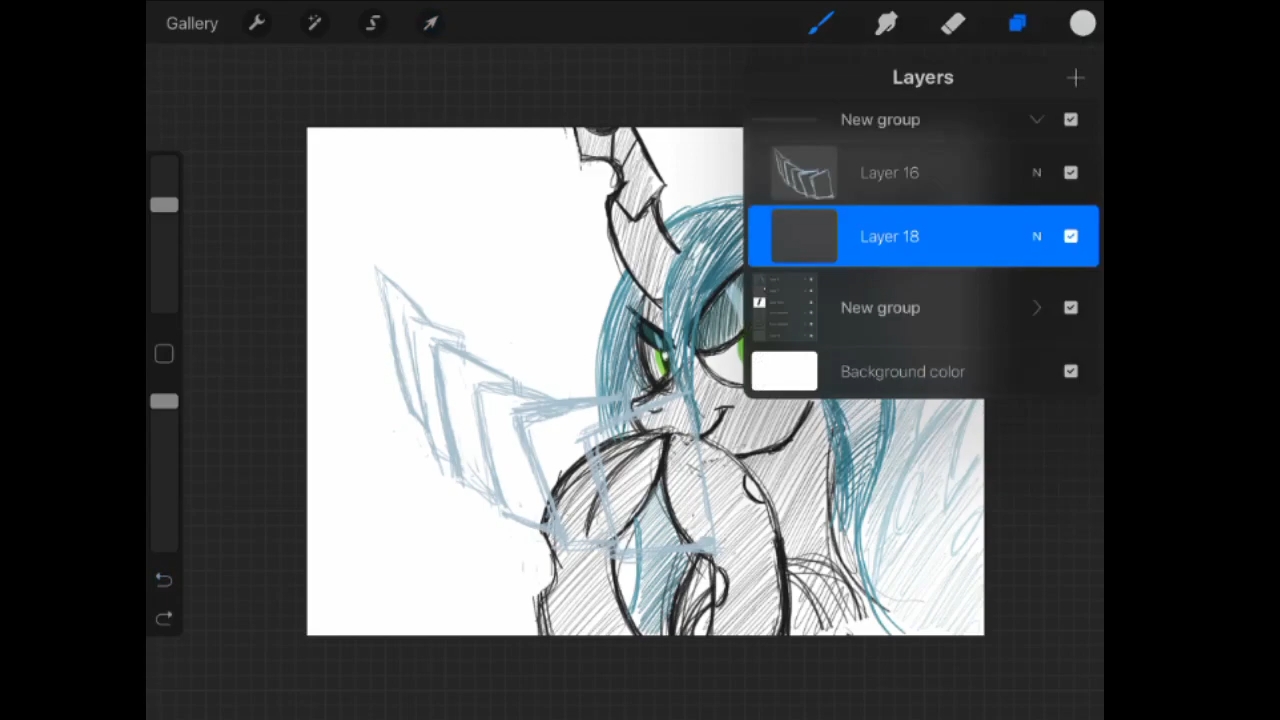 Gallery
Layers
New group
Layer 16 N
Layer 18 N
New group
Background color